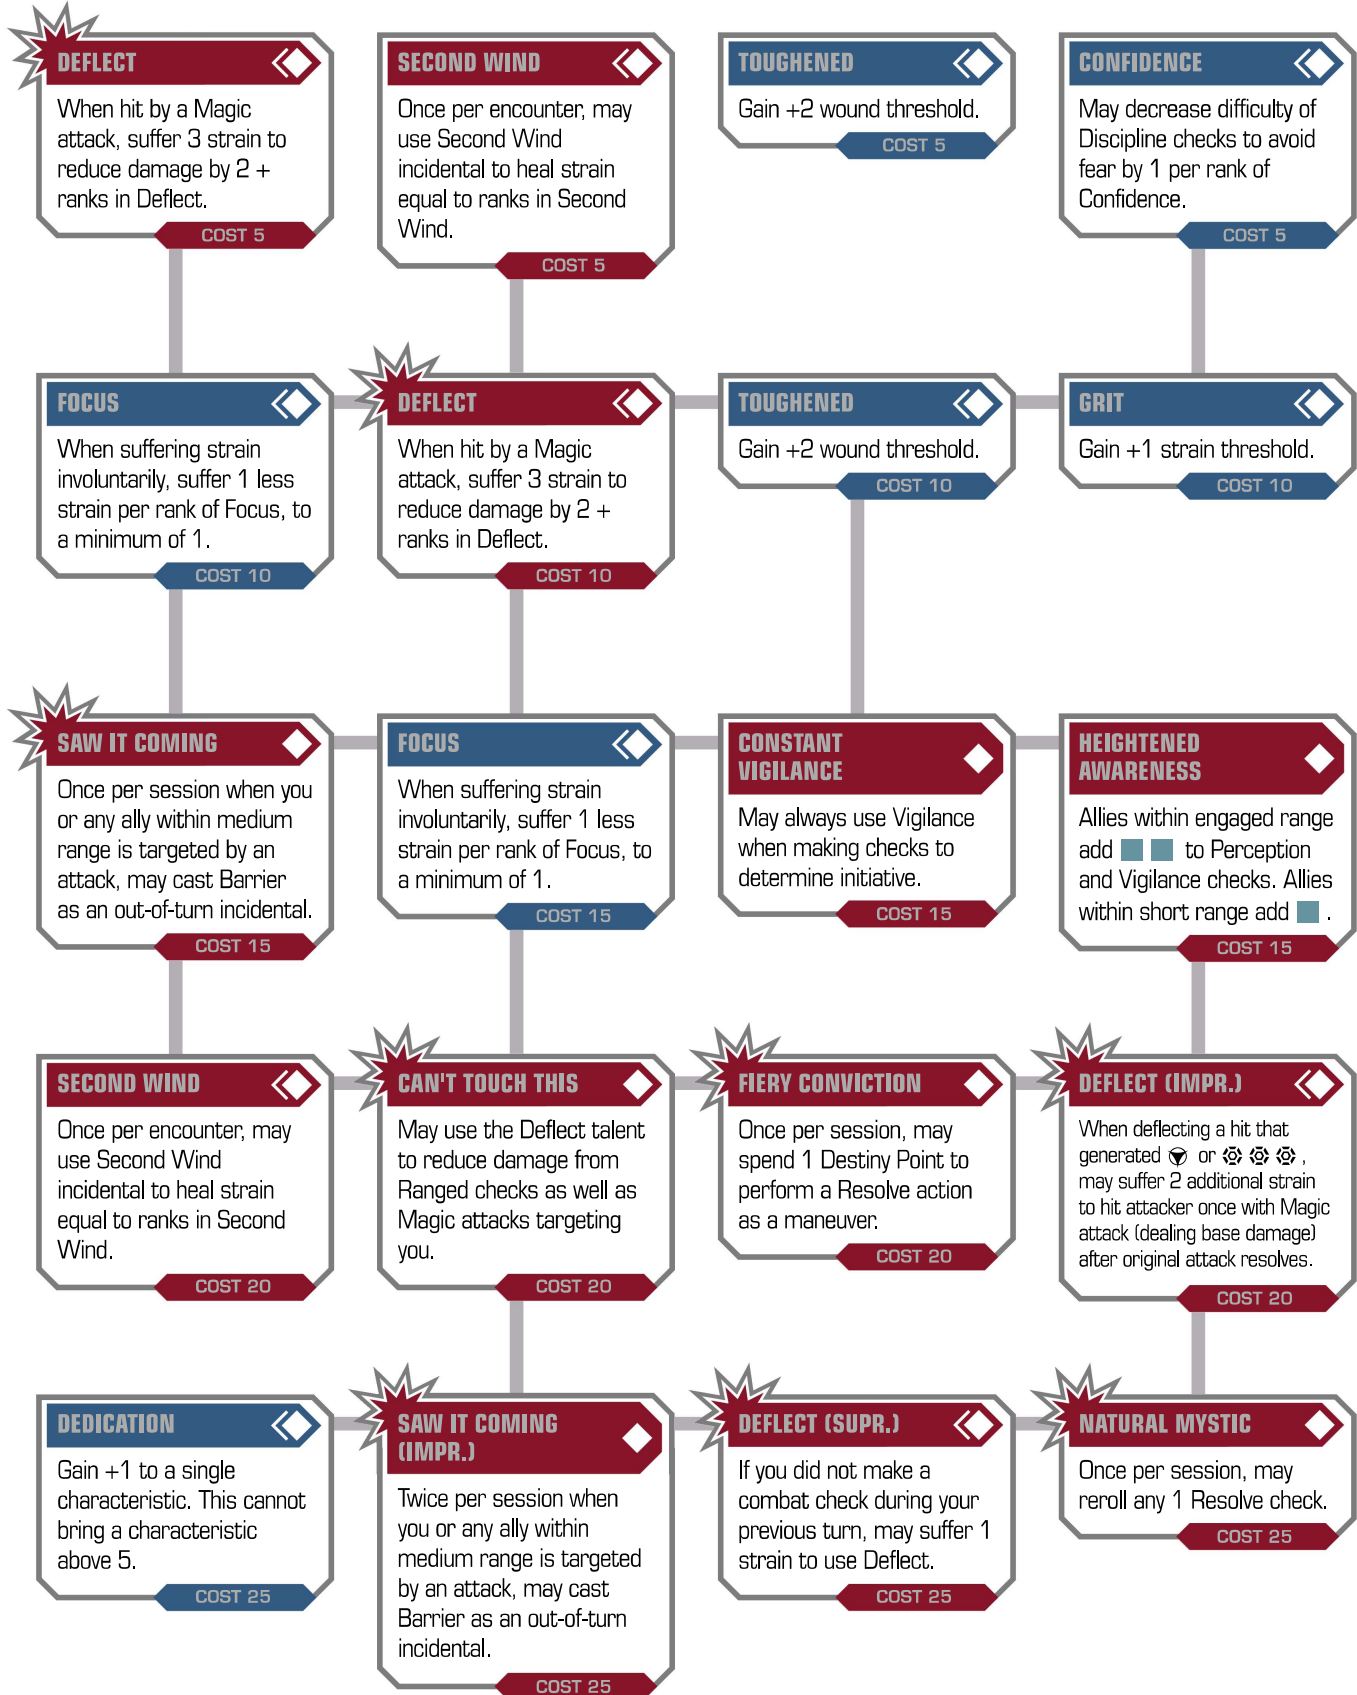 DEFLECT
When hit by a Magic
attack, suffer 3 strain to
reduce damage by 2 +
ranks in Deflect.
COST 5
SECOND WIND
Once per encounter, may
use Second Wind
incidental to heal strain
equal to ranks in Second
Wind.
COST 5
TOUGHENED
Gain +2 wound threshold.
COST 5
CONFIDENCE
May decrease difficulty of
Discipline checks to avoid
fear by 1 per rank of
Confidence.
COST 5
FOCUS
When suffering strain
involuntarily, suffer 1 less
strain per rank of Focus, to
a minimum of 1.
COST 10
DEFLECT
When hit by a Magic
attack, suffer 3 strain to
reduce damage by 2 +
ranks in Deflect.
COST 10
TOUGHENED
Gain +2 wound threshold.
COST 10
GRIT
Gain +1 strain threshold.
COST 10
SAW IT COMING
Once per session when you
or any ally within medium
range is targeted by an
attack, may cast Barrier
as an out-of-turn incidental.
COST 15
FOCUS
When suffering strain
involuntarily, suffer 1 less
strain per rank of Focus, to
a minimum of 1.
COST 15
CONSTANT
VIGILANCE
May always use Vigilance
when making checks to
determine initiative.
COST 15
HEIGHTENED
AWARENESS
Allies within engaged range
add to Perception
and Vigilance checks. Allies
within short range add .
COST 15
SECOND WIND
Once per encounter, may
use Second Wind
incidental to heal strain
equal to ranks in Second
Wind.
COST 20
CAN'T TOUCH THIS
May use the Deflect talent
to reduce damage from
Ranged checks as well as
Magic attacks targeting
you.
COST 20
FIERY CONVICTION
Once per session, may
spend 1 Destiny Point to
perform a Resolve action
as a maneuver.
COST 20
DEFLECT (IMPR.)
When deflecting a hit that
generated or ,
may suffer 2 additional strain
to hit attacker once with Magic
attack (dealing base damage)
after original attack resolves.
COST 20
DEDICATION
Gain +1 to a single
characteristic. This cannot
bring a characteristic
above 5.
COST 25
SAW IT COMING
(IMPR.)
Twice per session when
you or any ally within
medium range is targeted
by an attack, may cast
Barrier as an out-of-turn
incidental.
COST 25
DEFLECT (SUPR.)
If you did not make a
combat check during your
previous turn, may suffer 1
strain to use Deflect.
COST 25
NATURAL MYSTIC
Once per session, may
reroll any 1 Resolve check.
COST 25